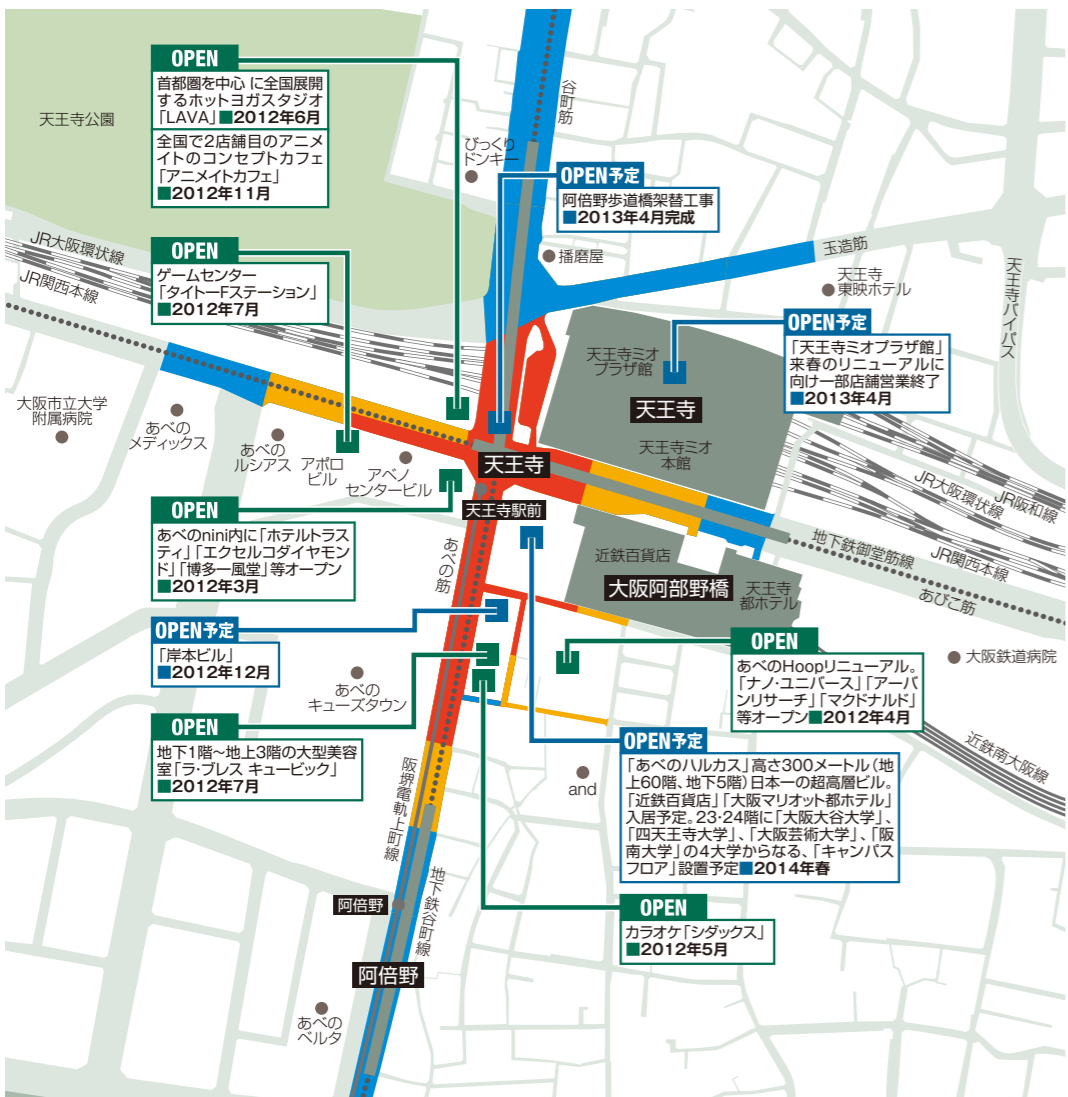 OPEN
首都圏を中心 に全国展開
するホットヨガスタジオ
「LAVA」■2012年6月
全国で2店舗目のアニメ
イトのコンセプトカフェ
「アニメイトカフェ」
■2012年11月
天王寺公園
谷町筋
びっくり
ドンキー
OPEN予定
阿倍野歩道橋架替工事
■2013年4月完成
播磨屋
玉造筋
天王寺
東映ホテル
天王寺バイパス
JR大阪環状線
JR関西本線
OPEN
ゲームセンター
「タイトーFステーション」
■2012年7月
天王寺ミオ
プラザ館
OPEN予定
「天王寺ミオプラザ館」
来春のリニューアルに
向け一部店舗営業終了
■2013年4月
大阪市立大学
附属病院
あべの
メディックス
あべの
ルシアス
アポロ
ビル
アベノ
センタービル
天王寺
天王寺
天王寺ミオ
本館
天王寺駅前
JR阪和線
JR大阪環状線
JR関西本線
地下鉄御堂筋線
あびこ筋
OPEN
あべのnini内に「ホテルトラス
ティ」「エクセルコダイヤモン
ド」「博多一風堂」等オープン
■2012年3月
あべの筋
近鉄百貨店
大阪阿部野橋
天王寺
都ホテル
OPEN予定
「岸本ビル」
■2012年12月
あべの
キューズタウン
OPEN
あべのHoopリニューアル。
「ナノ・ユニバース」「アーバ
ンリサーチ」「マクドナルド」
等オープン■2012年4月
大阪鉄道病院
近鉄南大阪線
OPEN
地下1階〜地上3階の大型美容
室「ラ・ブレス キュービック」
■2012年7月
and
OPEN予定
「あべのハルカス」高さ300メートル(地
上60階、地下5階)日本一の超高層ビル。
「近鉄百貨店」「大阪マリオット都ホテル」
入居予定。23・24階に「大阪大谷大学」、
「四天王寺大学」、「大阪芸術大学」、「阪
南大学」の4大学からなる、「キャンパス
フロア」設置予定■2014年春
阪堺電軌上町線
地下鉄谷町線
阿倍野
阿倍野
OPEN
カラオケ「シダックス」
■2012年5月
あべの
ベルタ